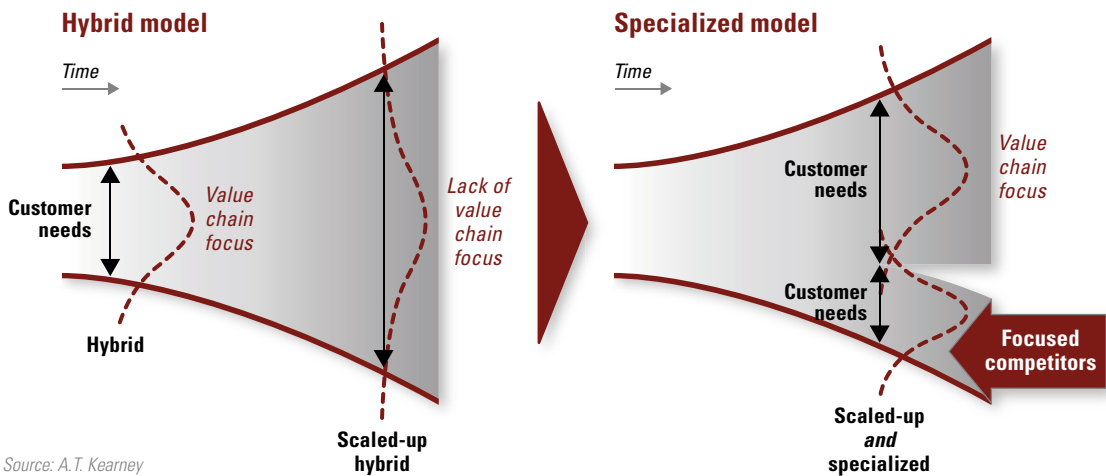 Hybrid model
Time
Customer
needs
Value
chain
focus
Hybrid
Lack of
value
chain
focus
Scaled-up
hybrid
Specialized model
Time
Customer
needs
Value
chain
focus
Customer
needs
Focused
competitors
Scaled-up
and
specialized
Source: A.T. Kearney